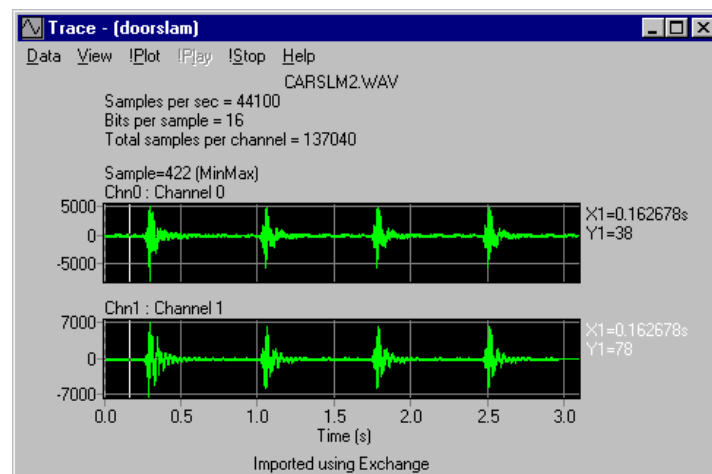 Trace - (doorslam)
Data View !Plot !Play !Stop Help
CARSLM2.WAV
Samples per sec = 44100
Bits per sample = 16
Total samples per channel = 137040
Sample=422 (MinMax)
Chn0 : Channel 0
5000
0
-5000
X1=0.162678s
Y1=38
Chn1 : Channel 1
7000
0
-7000
X1=0.162678s
Y1=78
0.0 0.5 1.0 1.5 2.0 2.5 3.0
Time (s)
Imported using Exchange